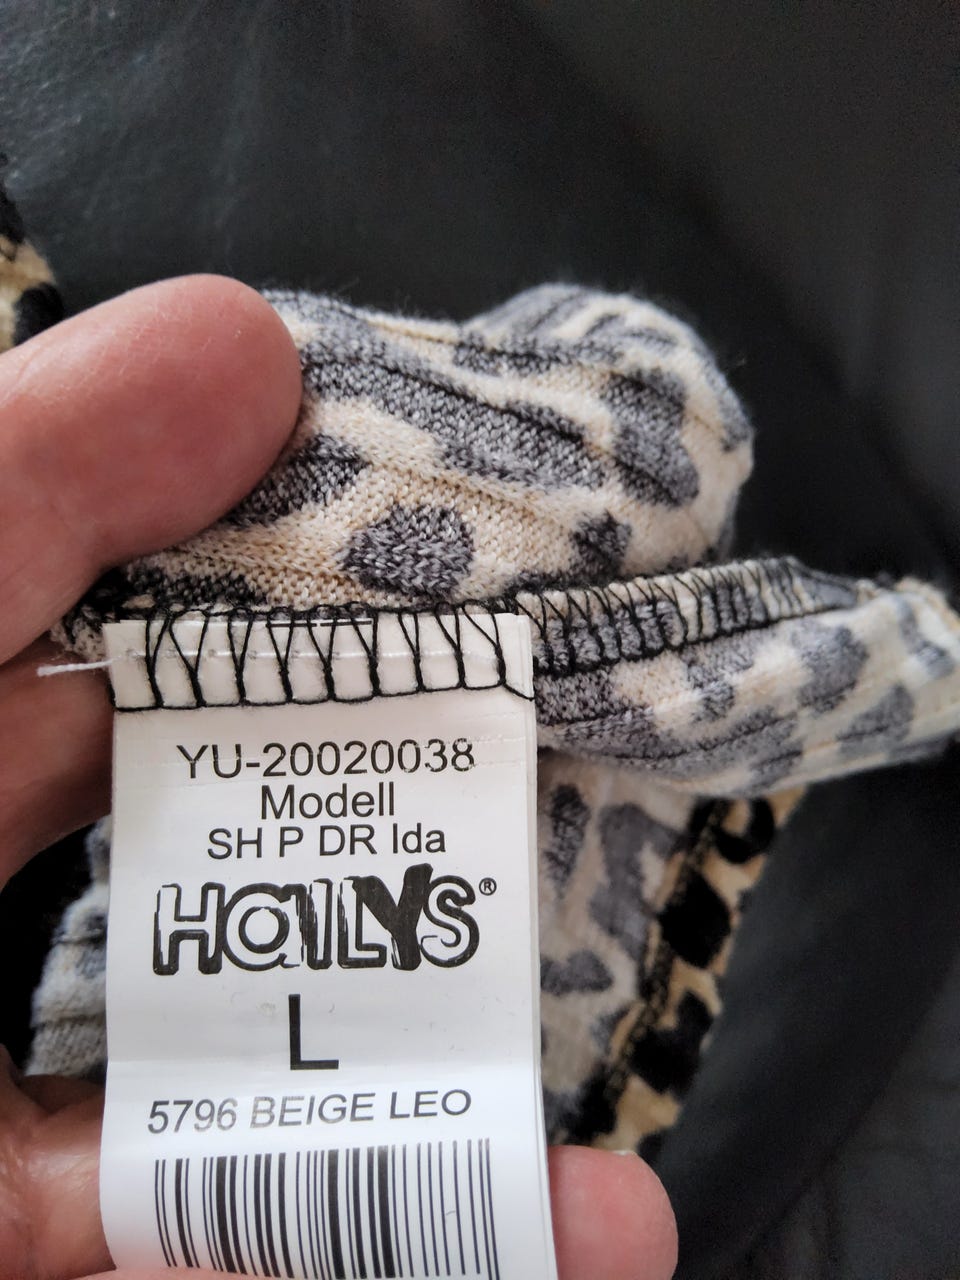 YU-20020038
Modell
SH P DR Ida
HaILYS®
L
5796 BEIGE LEO